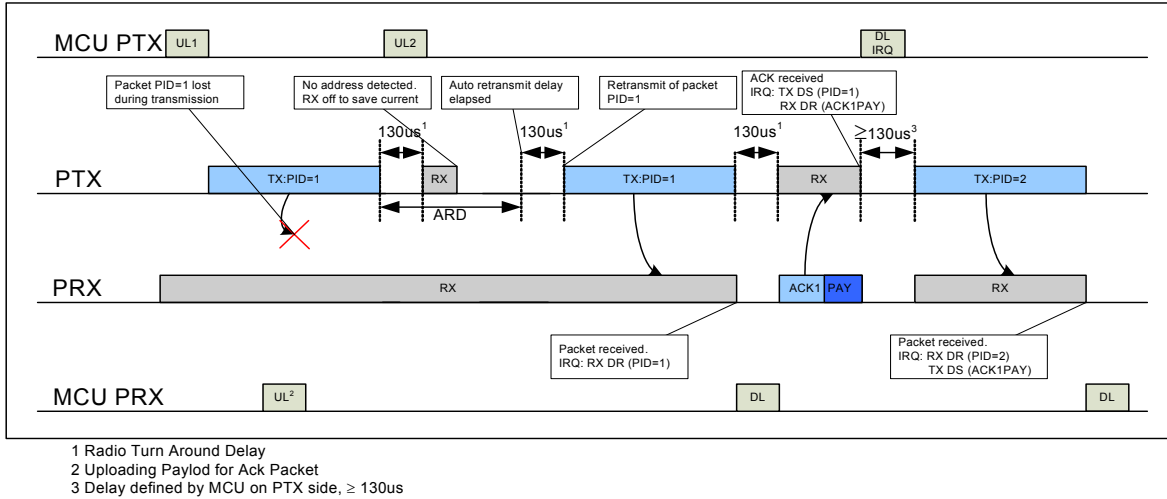 MCU PTX
UL1
UL2
DL
IRQ
Packet PID=1 lost
during transmission
No address detected.
RX off to save current
Auto retransmit delay
elapsed
Retransmit of packet
PID=1
ACK received
IRQ: TX DS (PID=1)
RX DR (ACK1PAY)
130us1
130us1
130us1
≥130us3
PTX
TX:PID=1
RX
TX:PID=1
RX
TX:PID=2
ARD
PRX
RX
ACK1
PAY
RX
Packet received.
IRQ: RX DR (PID=1)
Packet received.
IRQ: RX DR (PID=2)
TX DS (ACK1PAY)
MCU PRX
UL2
DL
DL
1 Radio Turn Around Delay
2 Uploading Paylod for Ack Packet
3 Delay defined by MCU on PTX side, ≥ 130us